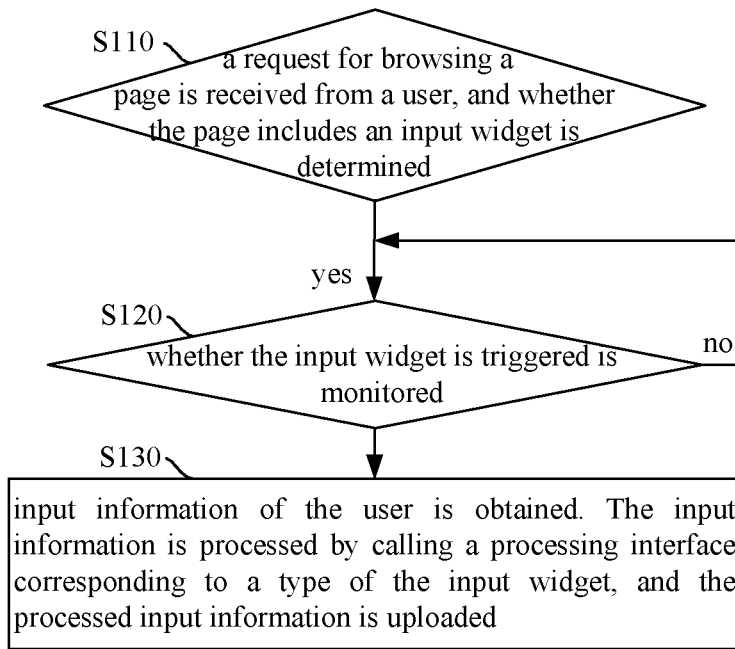 S110
a request for browsing a
page is received from a user, and whether
the page includes an input widget is
determined
yes
S120
whether the input widget is triggered is
monitored
no
S130
input information of the user is obtained. The input
information is processed by calling a processing interface
corresponding to a type of the input widget, and the
processed input information is uploaded